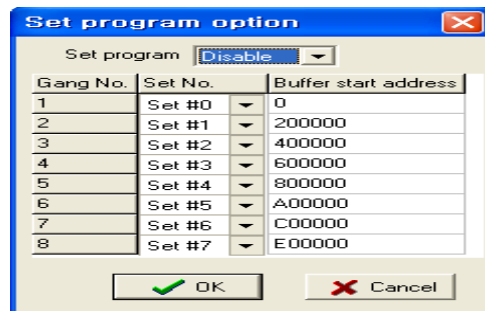 Set program option
Set program Disable
Gang No. Set No. Buffer start address
1 Set #0 0
2 Set #1 200000
3 Set #2 400000
4 Set #3 600000
5 Set #4 800000
6 Set #5 A00000
7 Set #6 C00000
8 Set #7 E00000
OK Cancel